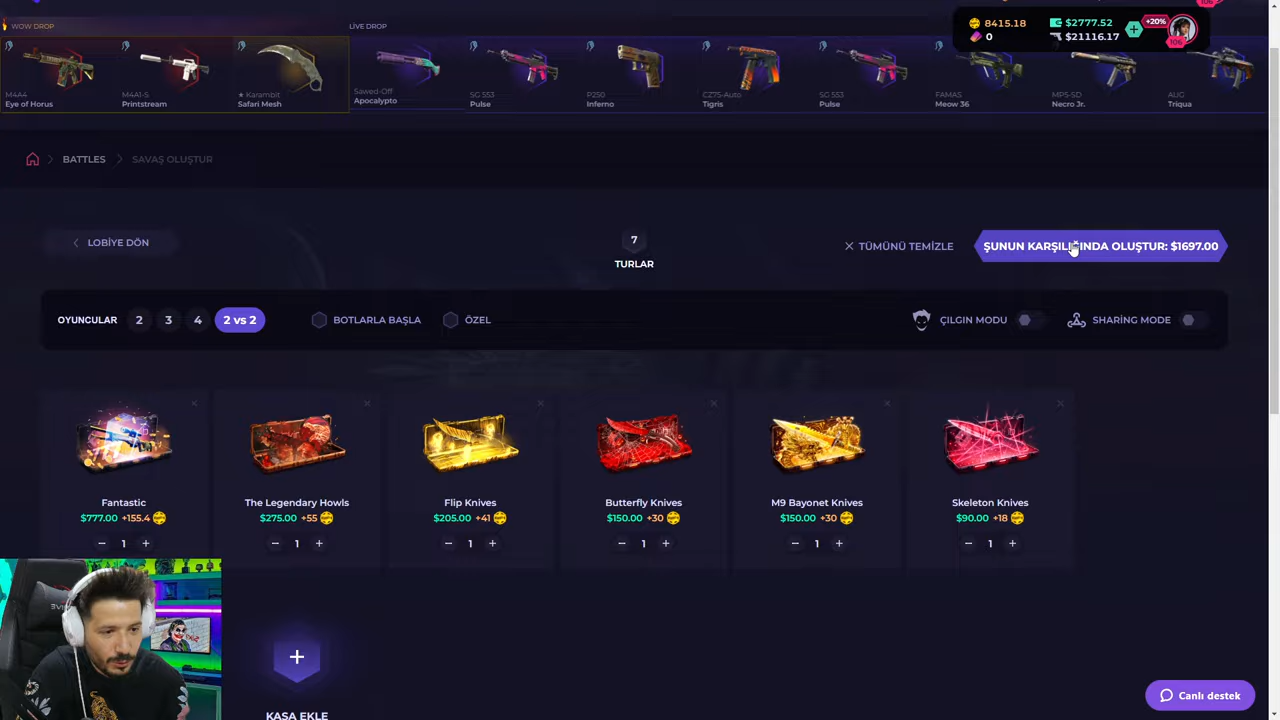 WOW DROP
LIVE DROP
8415.18
$2777.52
+20%
0
$21116.17
106
M4A4
Eye of Horus
M4A1-S
Printstream
★ Karambit
Safari Mesh
Sawed-Off
Apocalypto
SG 553
Pulse
P250
Inferno
CZ75-Auto
Tigris
SG 553
Pulse
FAMAS
Meow 36
MP5-SD
Necro Jr.
AUG
Triqua
BATTLES
SAVAŞ OLUŞTUR
LOBİYE DÖN
7
TURLAR
TÜMÜNÜ TEMİZLE
ŞUNUN KARŞILIĞINDA OLUŞTUR: $1697.00
OYUNCULAR
2
3
4
2 vs 2
BOTLARLA BAŞLA
ÖZEL
ÇILGIN MODU
SHARING MODE
Fantastic
$777.00 +155.4
− 1 +
The Legendary Howls
$275.00 +55
− 1 +
Flip Knives
$205.00 +41
− 1 +
Butterfly Knives
$150.00 +30
− 1 +
M9 Bayonet Knives
$150.00 +30
− 1 +
Skeleton Knives
$90.00 +18
− 1 +
KASA EKLE
Canlı destek